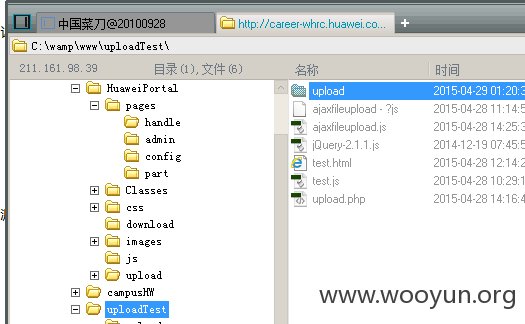 中国菜刀@20100928
http://career-whrc.huawei.co...
C:\wamp\www\uploadTest\
211.161.98.39
目录(1),文件(6)
名称
时间
HuaweiPortal
pages
handle
admin
config
part
Classes
css
download
images
js
upload
campusHW
uploadTest
upload 2015-04-29 01:20:3
ajaxfileupload - ?js 2015-04-28 11:14:5
ajaxfileupload.js 2015-04-28 14:25:3
jQuery-2.1.1.js 2014-12-19 07:45:5
test.html 2015-04-28 12:14:2
test.js 2015-04-28 10:29:1
upload.php 2015-04-28 14:16:4
www.wooyun.org